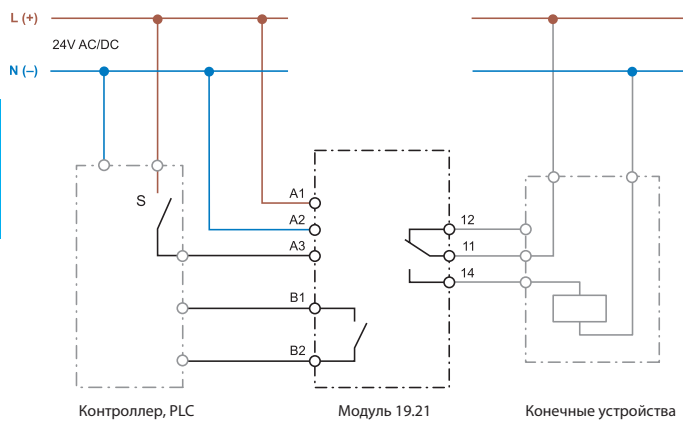 L (+)
24V AC/DC
N (–)
S
A1
A2
A3
B1
B2
12
11
14
Контроллер, PLC
Модуль 19.21
Конечные устройства